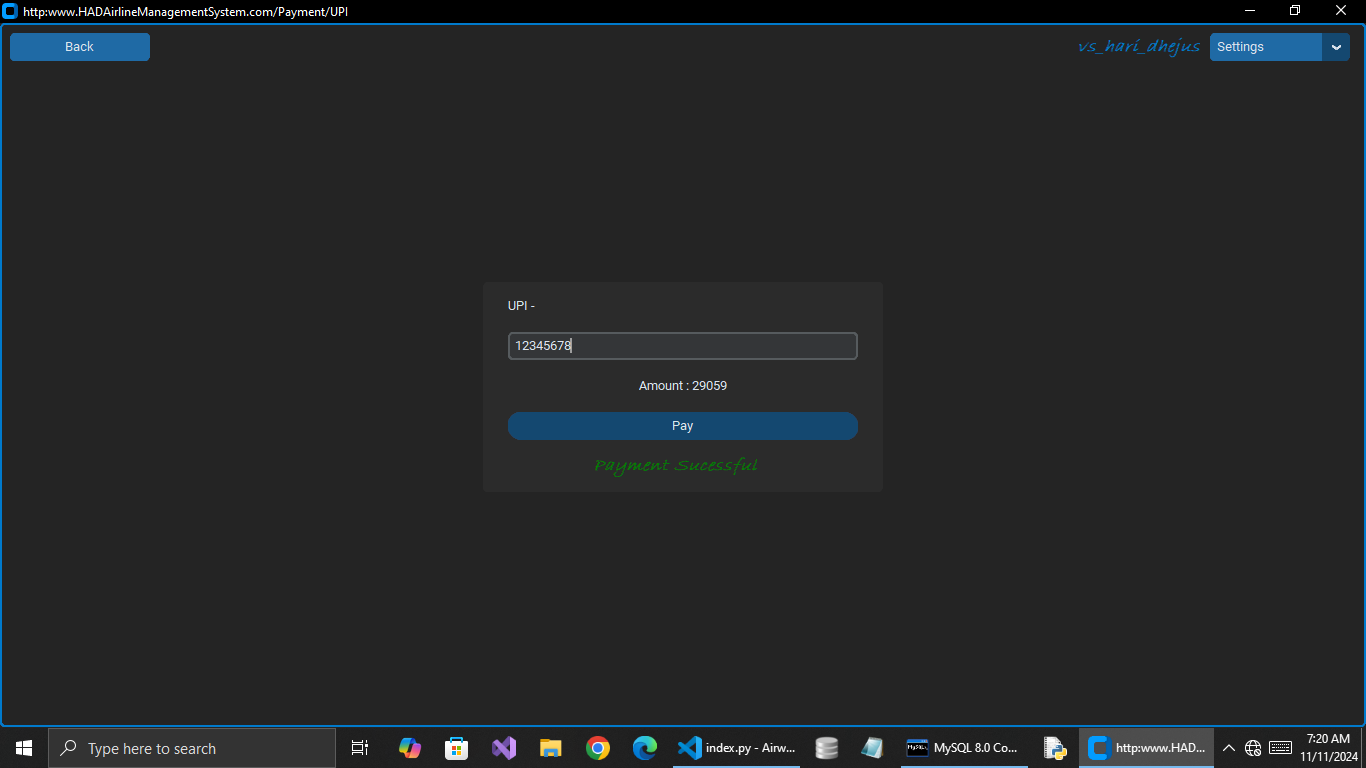 http:www.HADAirlineManagementSystem.com/Payment/UPI
Back
vs_hari_dhejus
Settings
UPI -
12345678
Amount : 29059
Pay
Payment Sucessful
Type here to search
index.py - Airw...
MySQL 8.0 Co...
http:www.HAD...
7:20 AM
11/11/2024